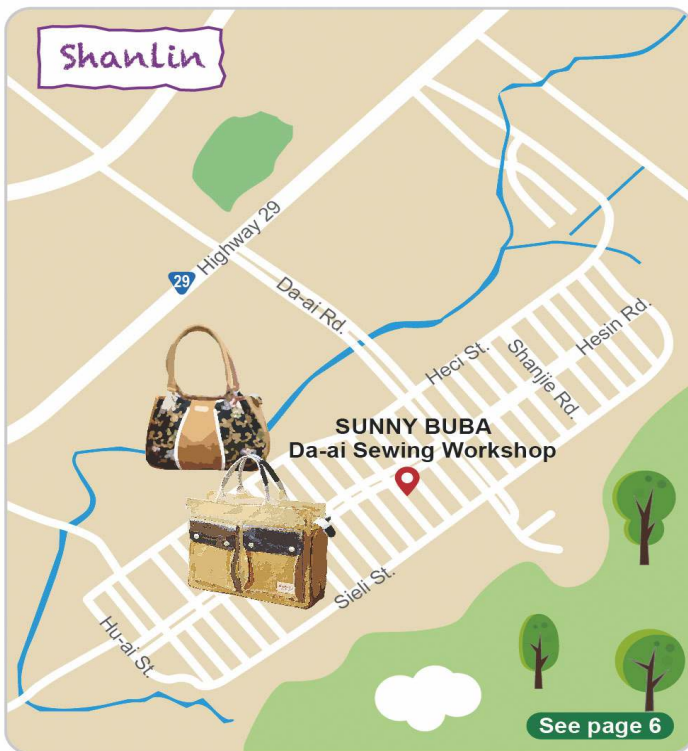 Shanlin
Highway 29
29
Da-ai Rd.
Heci St.
Shanjie Rd.
Hesin Rd.
SUNNY BUBA
Da-ai Sewing Workshop
Sieli St.
Hu-ai St.
See page 6